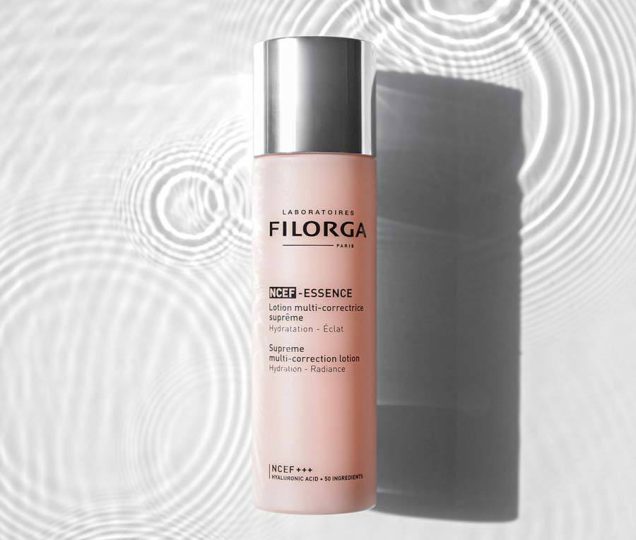 LABORATOIRES
FILORGA
PARIS
NCEF-ESSENCE
Lotion multi-correctrice
suprême
Hydratation - Éclat
Supreme
multi-correction lotion
Hydration - Radiance
NCEF+++
HYALURONIC ACID + 50 INGREDIENTS